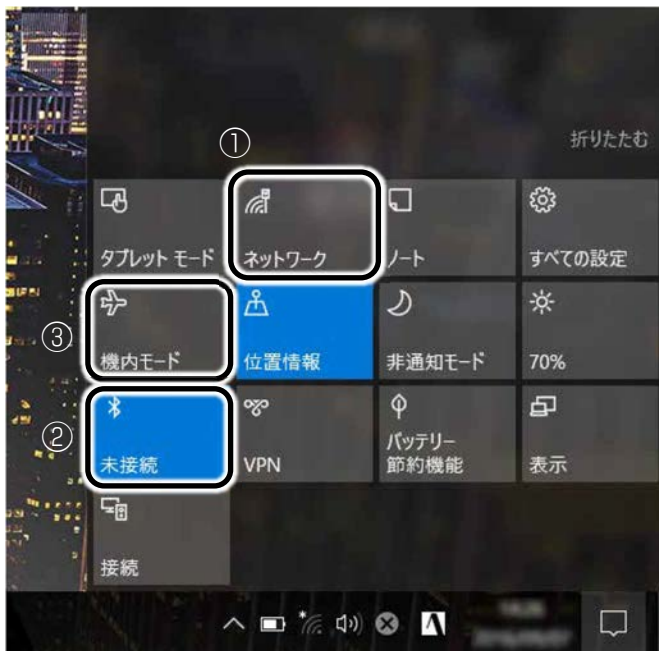 ①
折りたたむ
タブレット モード
ネットワーク
ノート
すべての設定
③
機内モード
位置情報
非通知モード
70%
②
未接続
VPN
バッテリー
節約機能
表示
接続